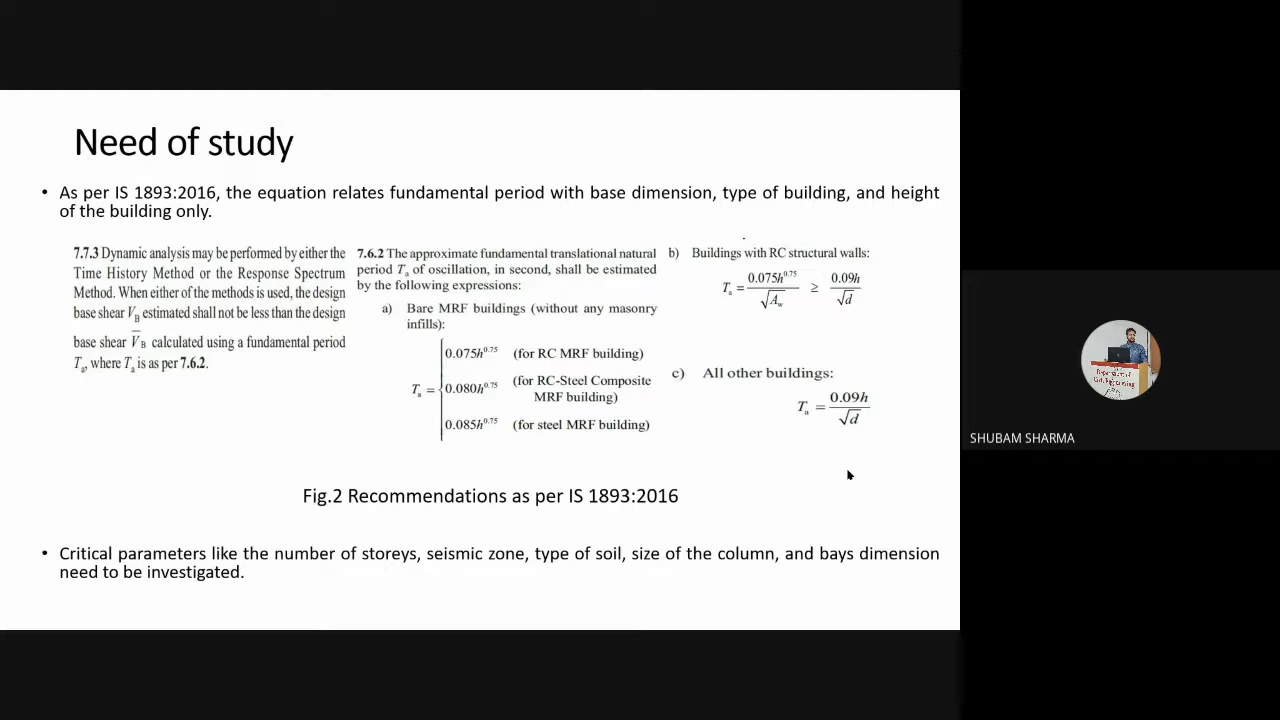 Need of study
• As per IS 1893:2016, the equation relates fundamental period with base dimension, type of building, and height
of the building only.
7.7.3 Dynamic analysis may be performed by either the
Time History Method or the Response Spectrum
Method. When either of the methods is used, the design
base shear V_B estimated shall not be less than the design
base shear V̅_B calculated using a fundamental period
T_a, where T_a is as per 7.6.2.
7.6.2 The approximate fundamental translational natural
period T_a of oscillation, in second, shall be estimated
by the following expressions:
a) Bare MRF buildings (without any masonry
infills):
0.075h^0.75 (for RC MRF building)
T_a = 0.080h^0.75 (for RC-Steel Composite
MRF building)
0.085h^0.75 (for steel MRF building)
b) Buildings with RC structural walls:
T_a = 0.075h^0.75 / √A_w ≥ 0.09h / √d
c) All other buildings:
T_a = 0.09h / √d
Fig.2 Recommendations as per IS 1893:2016
• Critical parameters like the number of storeys, seismic zone, type of soil, size of the column, and bays dimension
need to be investigated.
Department of
Civil Engineering
SHUBAM SHARMA